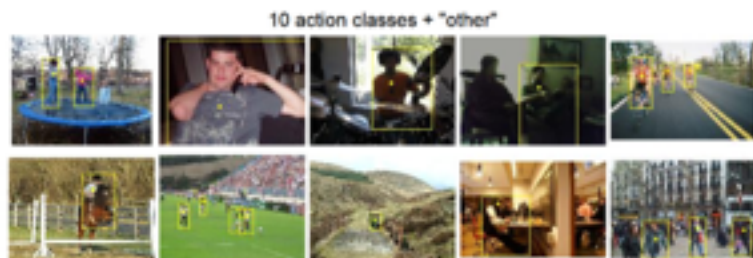 10 action classes + "other"